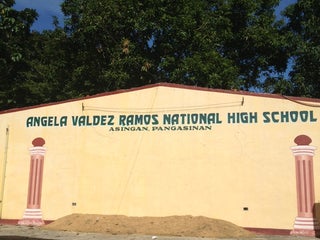 ANGELA VALDEZ RAMOS NATIONAL HIGH SCHOOL
ASINGAN, PANGASINAN